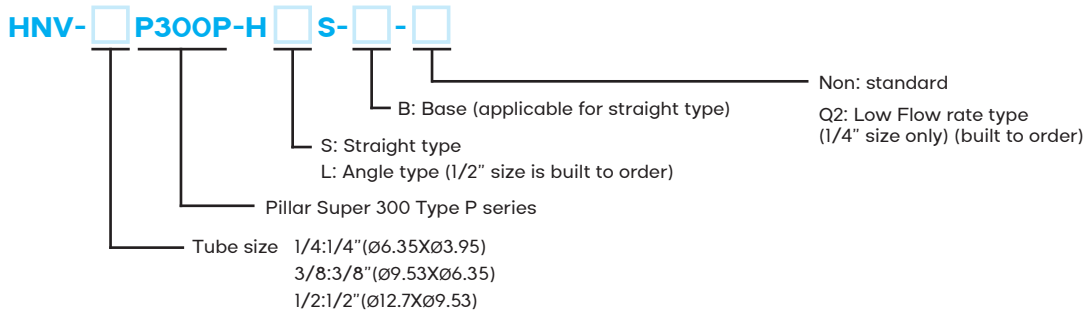 HNV-□P300P-H□S-□-□
Non: standard
Q2: Low Flow rate type
(1/4” size only) (built to order)
B: Base (applicable for straight type)
S: Straight type
L: Angle type (1/2” size is built to order)
Pillar Super 300 Type P series
Tube size 1/4:1/4”(Ø6.35XØ3.95)
3/8:3/8”(Ø9.53XØ6.35)
1/2:1/2”(Ø12.7XØ9.53)